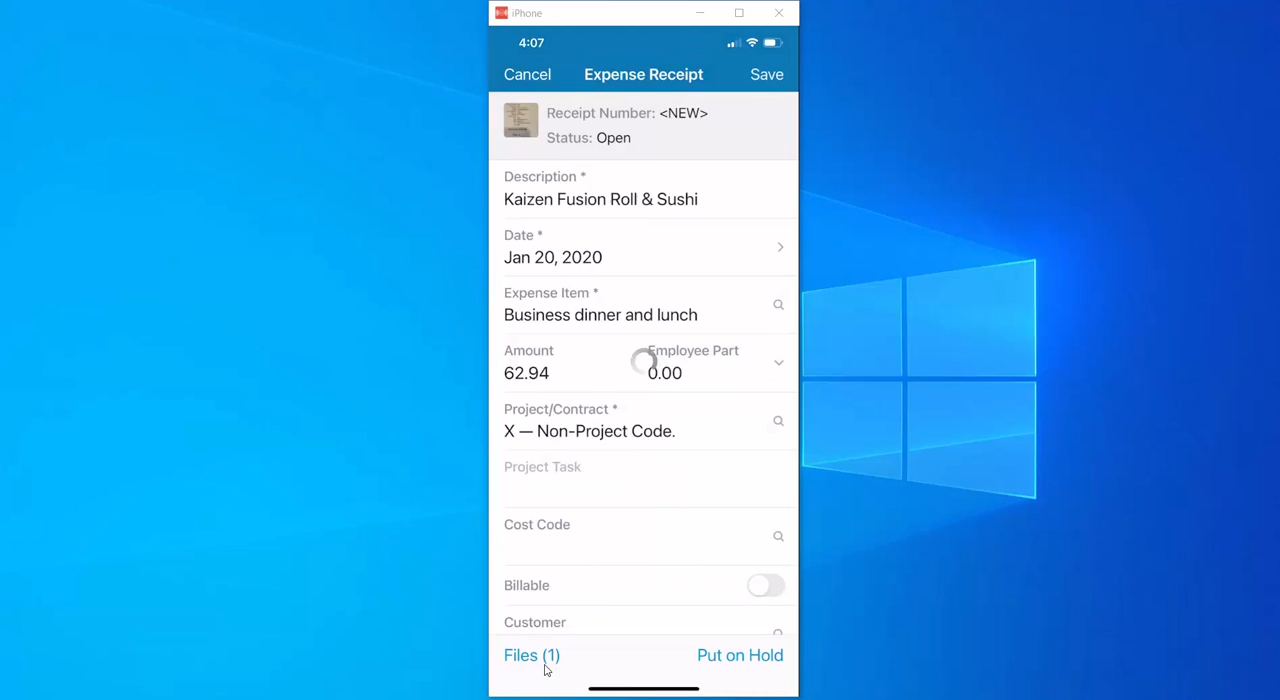 iPhone
4:07
Cancel Expense Receipt Save
Receipt Number: <NEW>
Status: Open
Description *
Kaizen Fusion Roll & Sushi
Date *
Jan 20, 2020
Expense Item *
Business dinner and lunch
Amount Employee Part
62.94 0.00
Project/Contract *
X — Non-Project Code.
Project Task
Cost Code
Billable
Customer
Files (1) Put on Hold